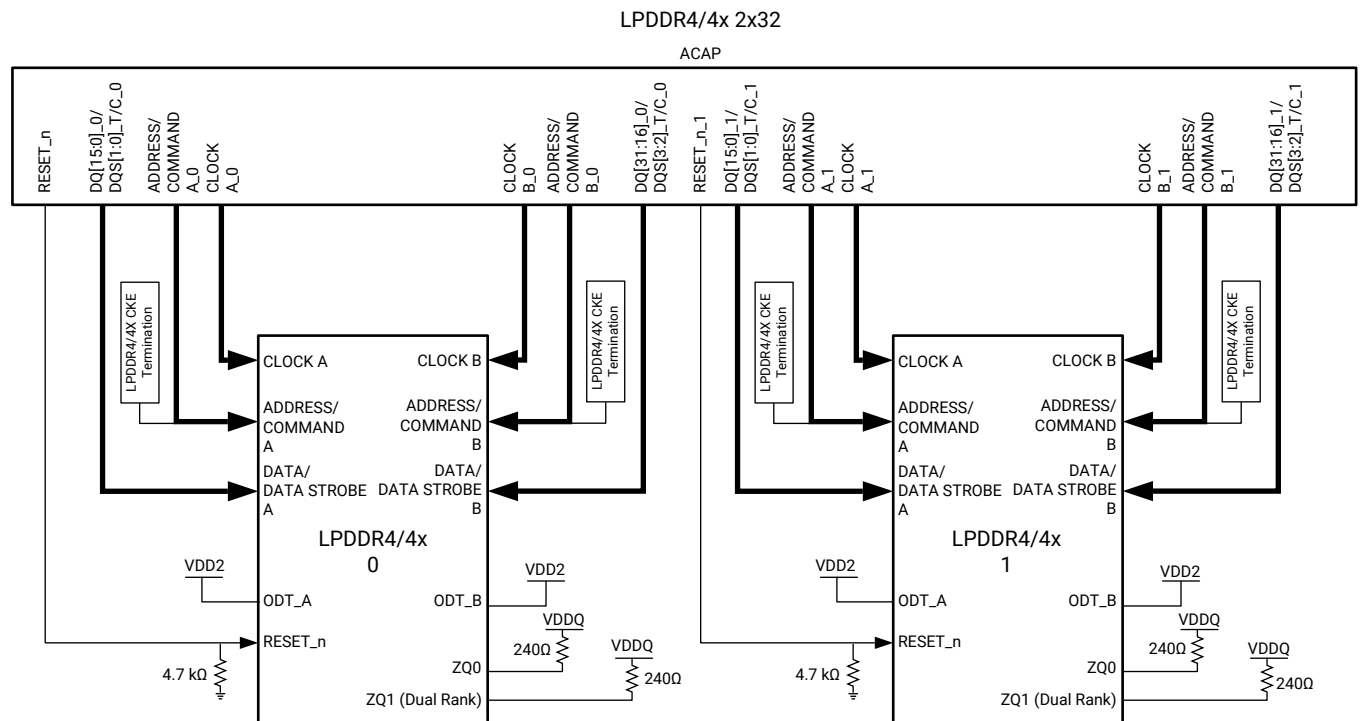 LPDDR4/4x 2x32
ACAP
RESET_n
DQ[15:0]_0/
DQS[1:0]_T/C_0
ADDRESS/
COMMAND
A_0
CLOCK
A_0
CLOCK
B_0
ADDRESS/
COMMAND
B_0
DQ[31:16]_0/
DQS[3:2]_T/C_0
RESET_n_1
DQ[15:0]_1/
DQS[1:0]_T/C_1
ADDRESS/
COMMAND
A_1
CLOCK
A_1
CLOCK
B_1
ADDRESS/
COMMAND
B_1
DQ[31:16]_1/
DQS[3:2]_T/C_1
LPDDR4/4X CKE
Termination
LPDDR4/4X CKE
Termination
LPDDR4/4X CKE
Termination
LPDDR4/4X CKE
Termination
CLOCK A
CLOCK B
ADDRESS/
COMMAND
A
ADDRESS/
COMMAND
B
DATA/
DATA STROBE
A
DATA/
DATA STROBE
B
LPDDR4/4x
0
VDD2
ODT_A
VDD2
ODT_B
RESET_n
4.7 kΩ
VDDQ
240Ω
ZQ0
VDDQ
240Ω
ZQ1 (Dual Rank)
CLOCK A
CLOCK B
ADDRESS/
COMMAND
A
ADDRESS/
COMMAND
B
DATA/
DATA STROBE
A
DATA/
DATA STROBE
B
LPDDR4/4x
1
VDD2
ODT_A
VDD2
ODT_B
RESET_n
4.7 kΩ
VDDQ
240Ω
ZQ0
VDDQ
240Ω
ZQ1 (Dual Rank)